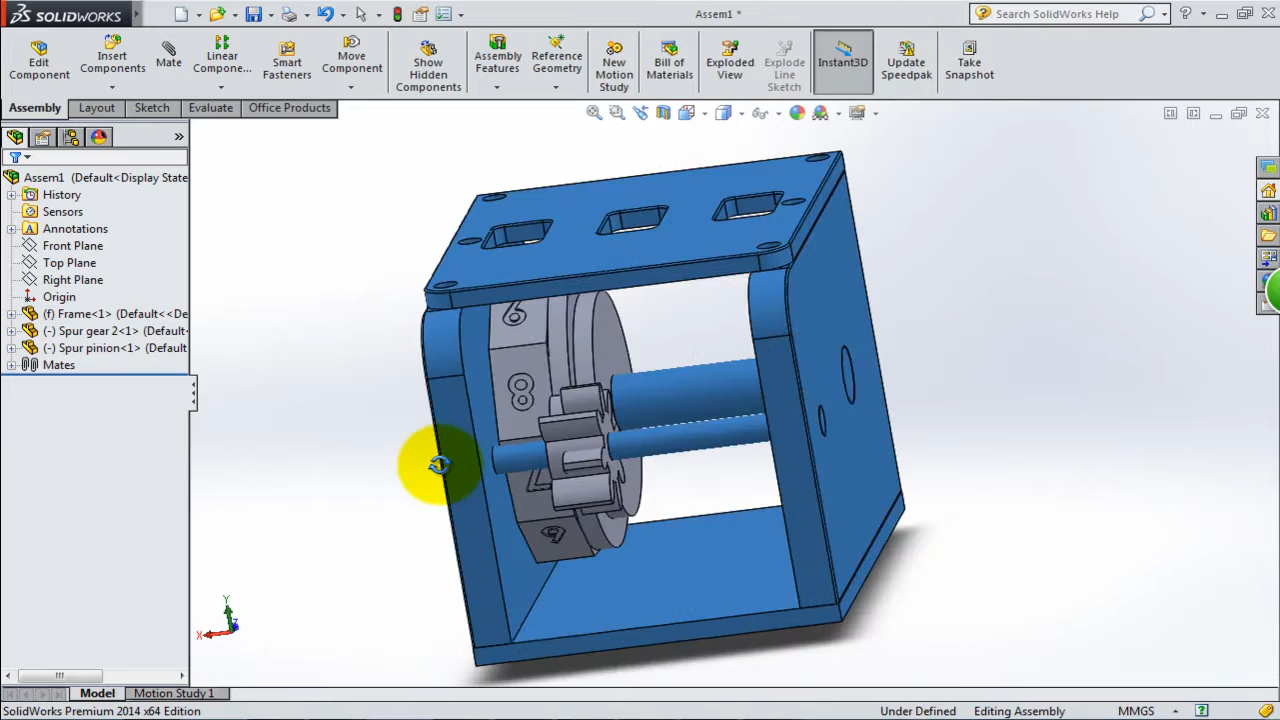 SOLIDWORKS
Assem1 *
Search SolidWorks Help
Edit Component
Insert Components
Mate
Linear Compone...
Smart Fasteners
Move Component
Show Hidden Components
Assembly Features
Reference Geometry
New Motion Study
Bill of Materials
Exploded View
Explode Line Sketch
Instant3D
Update Speedpak
Take Snapshot
Assembly
Layout
Sketch
Evaluate
Office Products
»
Assem1 (Default<Display State
History
Sensors
A Annotations
Front Plane
Top Plane
Right Plane
Origin
(f) Frame<1> (Default<<De
(-) Spur gear 2<1> (Default
(-) Spur pinion<1> (Default
Mates
8
9
Y
X
Z
Model
Motion Study 1
SolidWorks Premium 2014 x64 Edition
Under Defined
Editing Assembly
MMGS